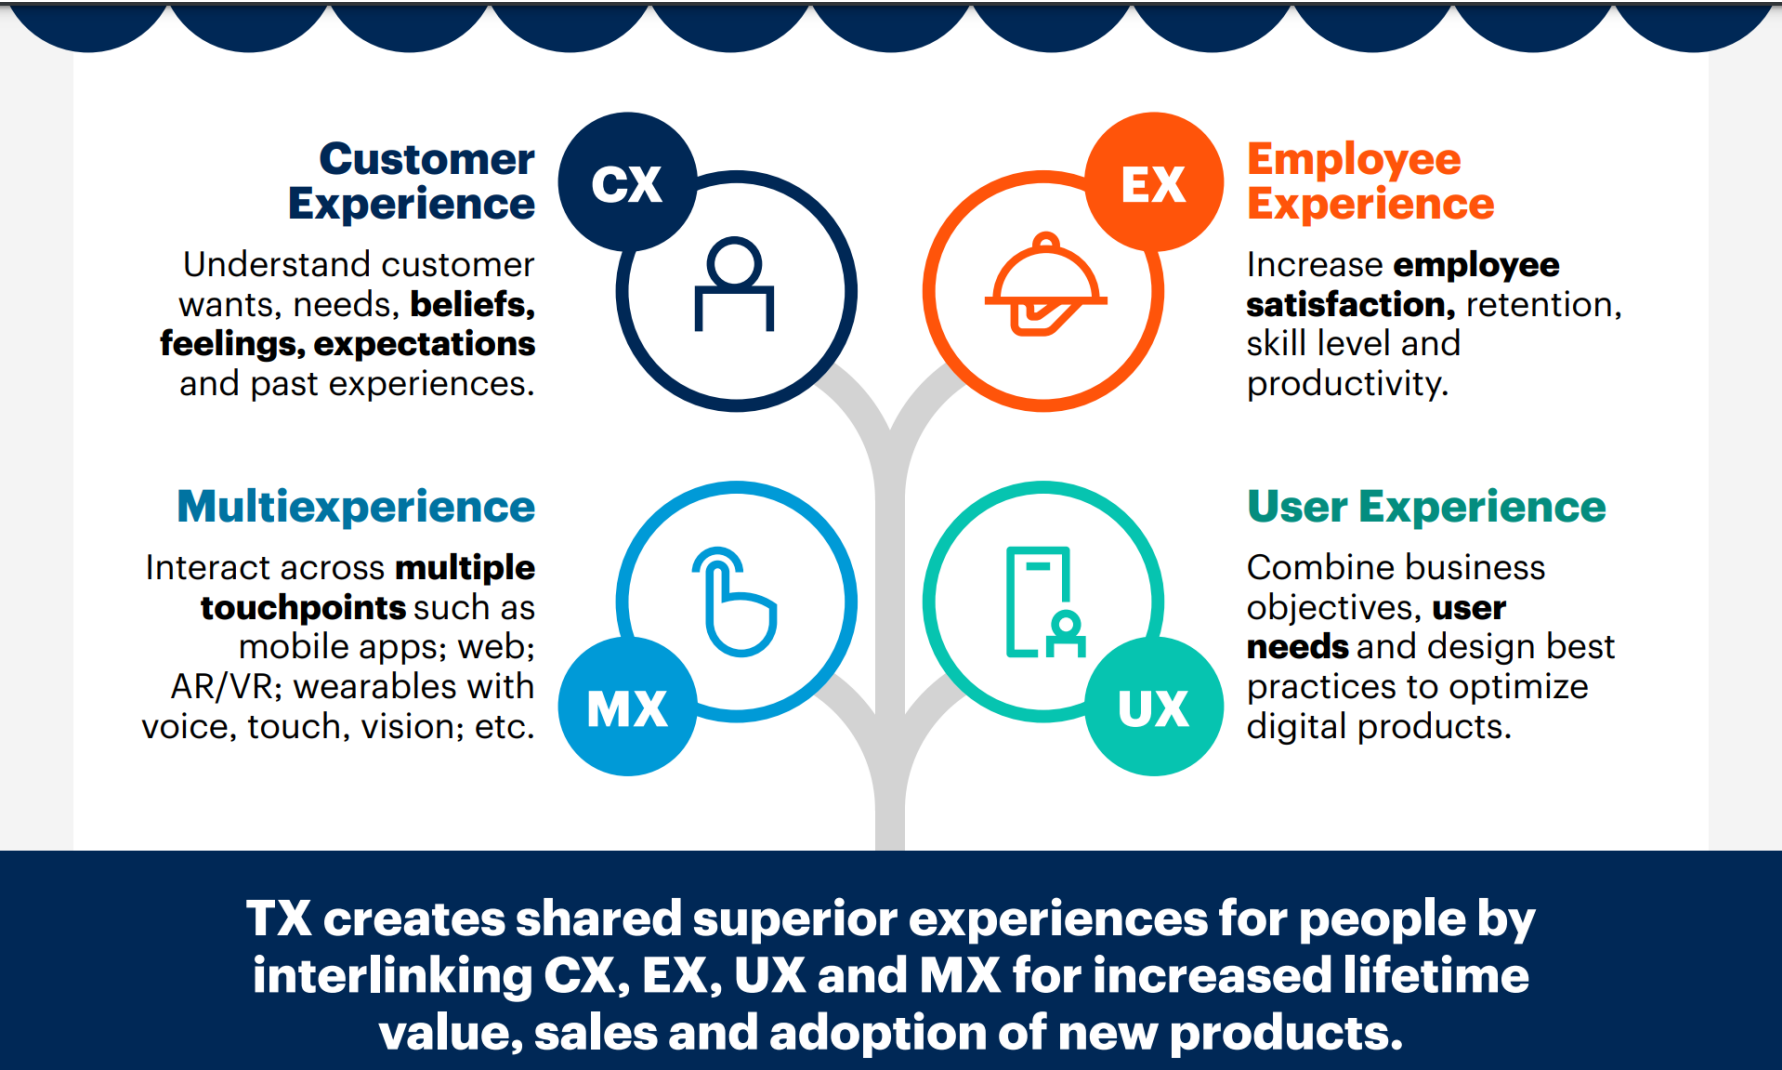 Customer
Experience
CX
Understand customer
wants, needs, beliefs,
feelings, expectations
and past experiences.
EX
Employee
Experience
Increase employee
satisfaction, retention,
skill level and
productivity.
Multiexperience
Interact across multiple
touchpoints such as
mobile apps; web;
AR/VR; wearables with
voice, touch, vision; etc.
MX
User Experience
Combine business
objectives, user
needs and design best
practices to optimize
digital products.
UX
TX creates shared superior experiences for people by
interlinking CX, EX, UX and MX for increased lifetime
value, sales and adoption of new products.